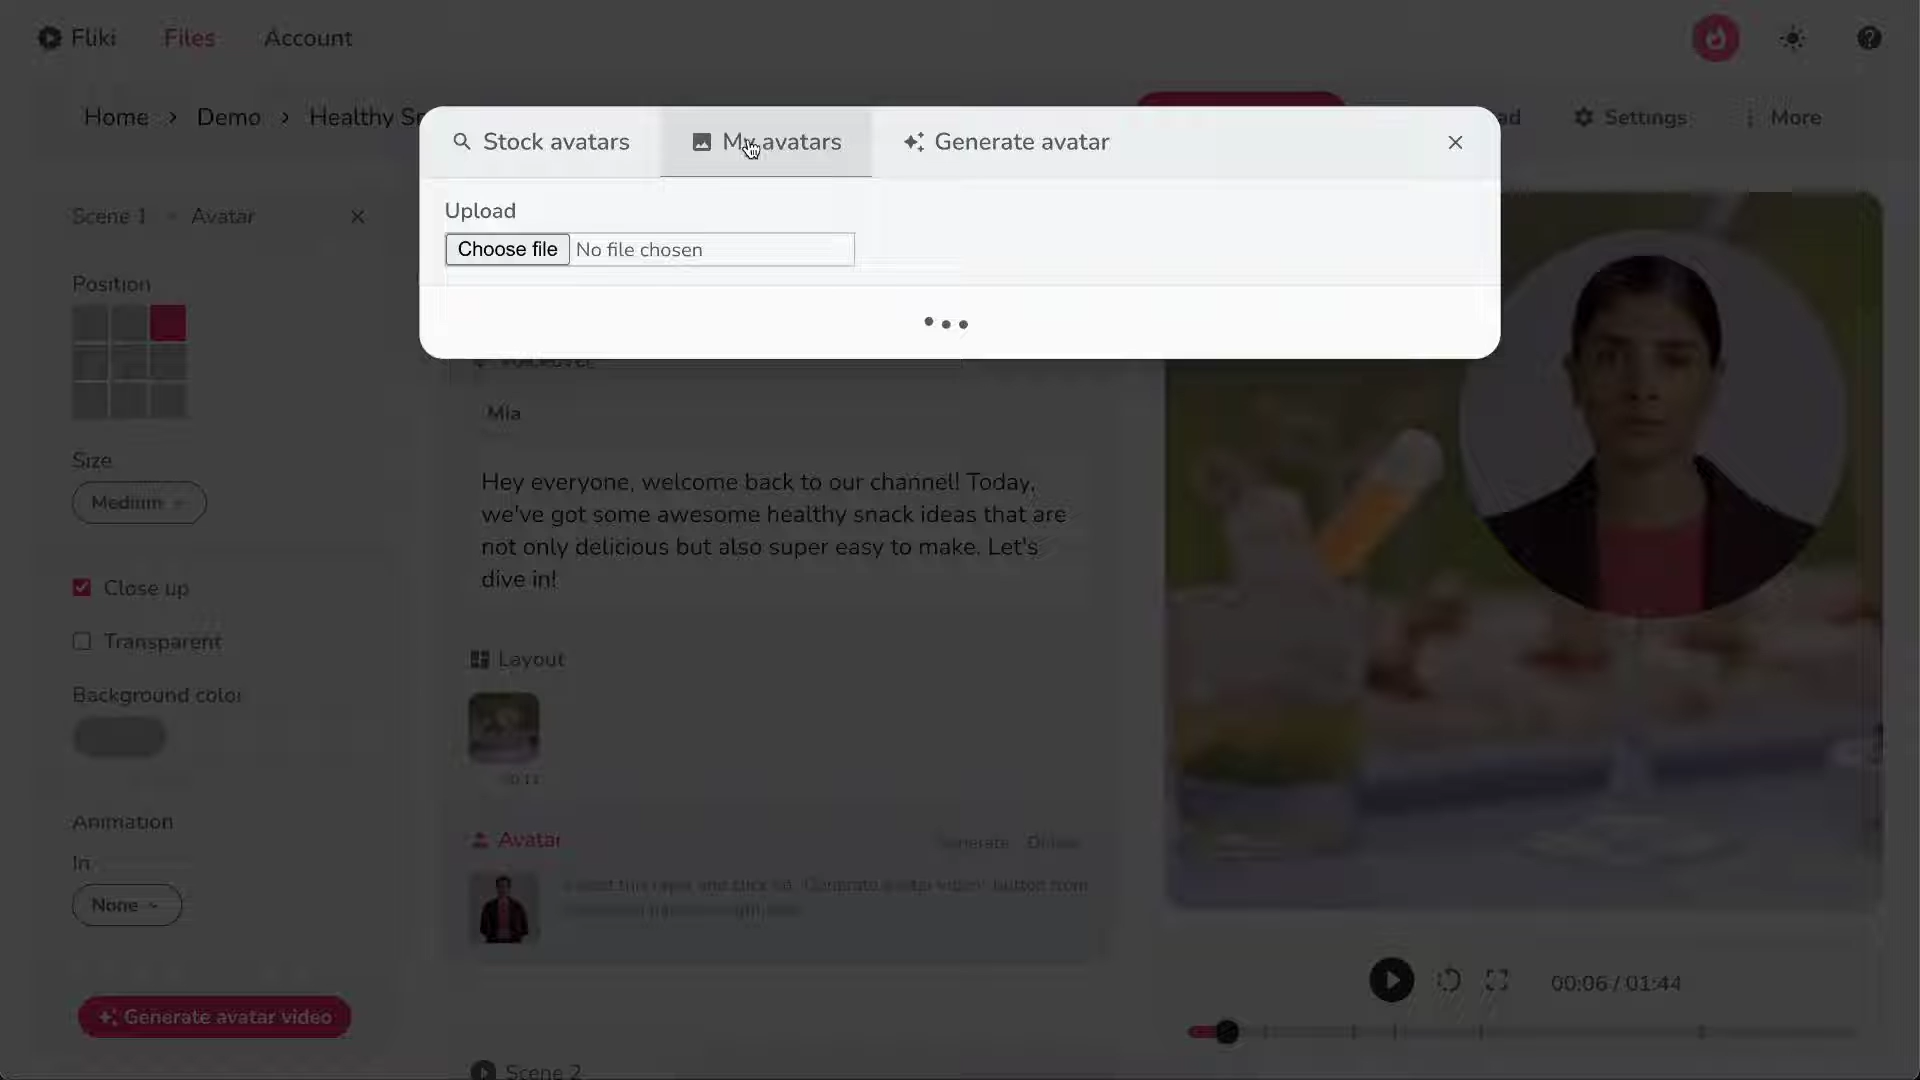 Fliki
Files
Account
Home › Demo › Healthy
Settings
More
Stock avatars
My avatars
Generate avatar
Upload
Choose file No file chosen
Scene 1 • Avatar
Position
Size
Medium
Close up
Transparent
Background color
Animation
In
None
Generate avatar video
Mia
Hey everyone, welcome back to our channel! Today,
we've got some awesome healthy snack ideas that are
not only delicious but also super easy to make. Let's
dive in!
Layout
Avatar
Generate
Scene 2
00:06 / 01:44